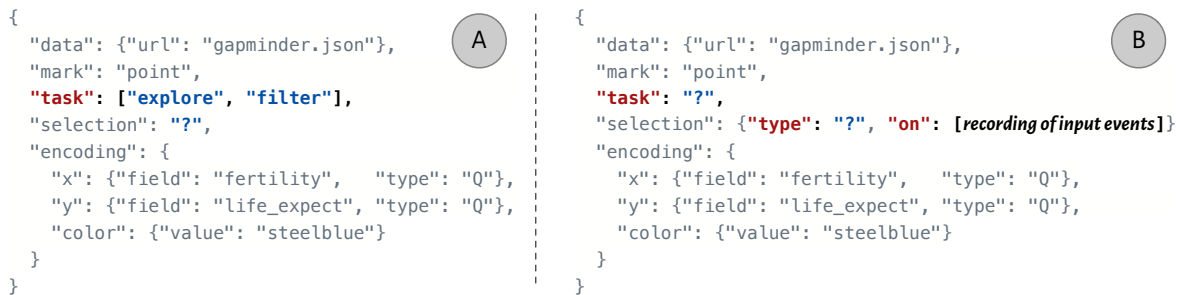 {
  "data": {"url": "gapminder.json"},
  "mark": "point",
  "task": ["explore", "filter"],
  "selection": "?",
  "encoding": {
    "x": {"field": "fertility",   "type": "Q"},
    "y": {"field": "life_expect", "type": "Q"},
    "color": {"value": "steelblue"}
  }
}
A
{
  "data": {"url": "gapminder.json"},
  "mark": "point",
  "task": "?",
  "selection": {"type": "?", "on": [recording of input events]}
  "encoding": {
    "x": {"field": "fertility",   "type": "Q"},
    "y": {"field": "life_expect", "type": "Q"},
    "color": {"value": "steelblue"}
  }
}
B